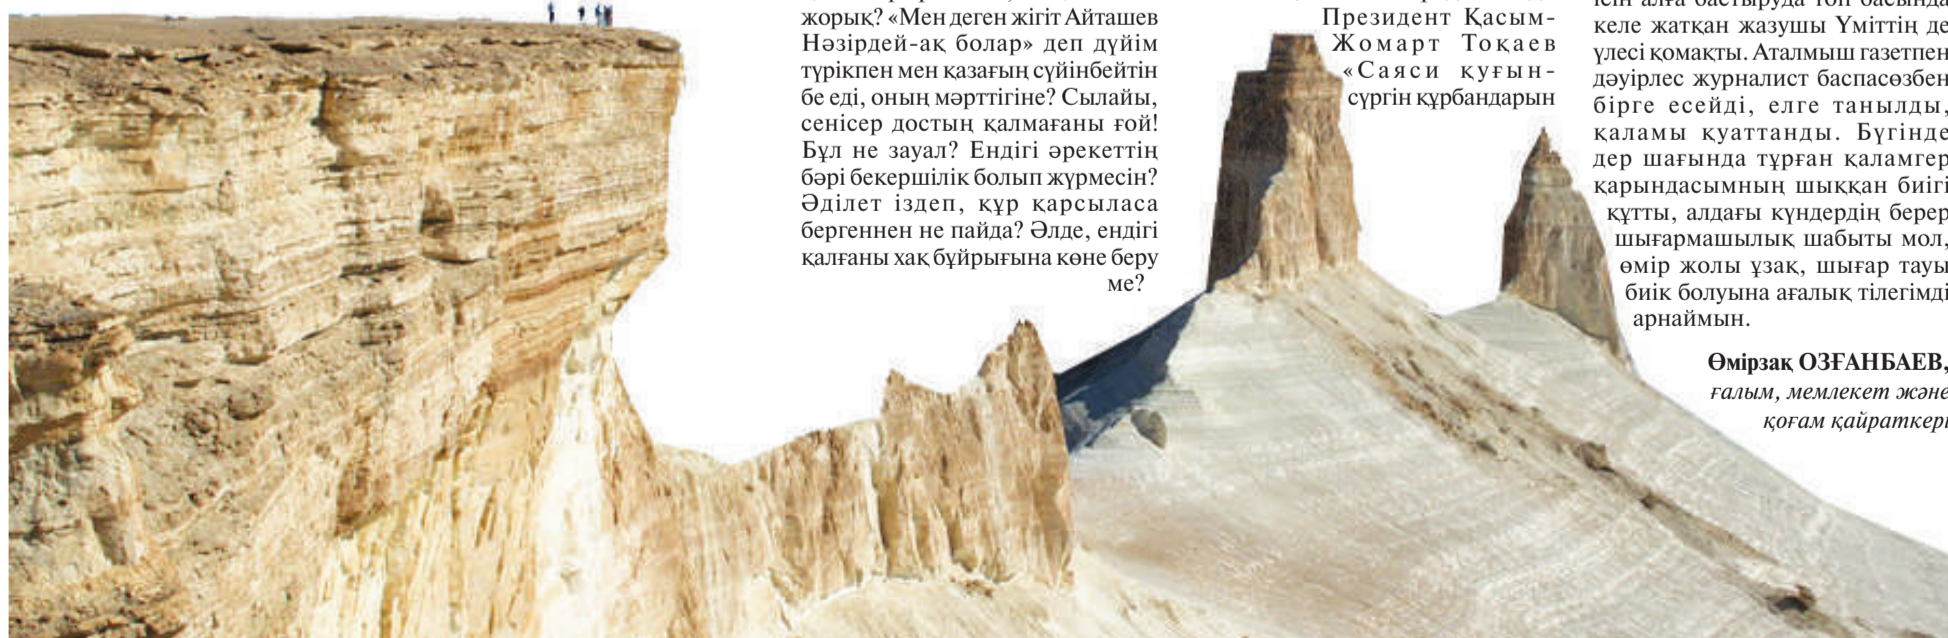 жорық? «Мен деген жігіт Айташев
Нәзірдей-ақ болар» деп дүйім
түрікпен мен қазағың сүйінбейтін
бе еді, оның мәрттігіне? Сылайы,
сенісер достың қалмағаны ғой!
Бұл не зауал? Ендігі әрекеттің
бәрі бекершілік болып жүрмесін?
Әділет іздеп, құр қарсыласа
бергеннен не пайда? Әлде, ендігі
қалғаны хақ бұйрығына көне беру
ме?
Президент Қасым-
Жомарт Тоқаев
«Саяси қуғын-
сүргін құрбандарын
ісін алға бастыруда топ басында
келе жатқан жазушы Үміттің де
үлесі қомақты. Аталмыш газетпен
дәуірлес журналист баспасөзбен
бірге есейді, елге танылды,
қаламы қуаттанды. Бүгінде
дер шағында тұрған қаламгер
қарындасымның шыққан биігі
құтты, алдағы күндердің берер
шығармашылық шабыты мол,
өмір жолы ұзақ, шығар тауы
биік болуына ағалық тілегімді
арнаймын.
Өмірзақ ОЗҒАНБАЕВ,
ғалым, мемлекет және
қоғам қайраткері